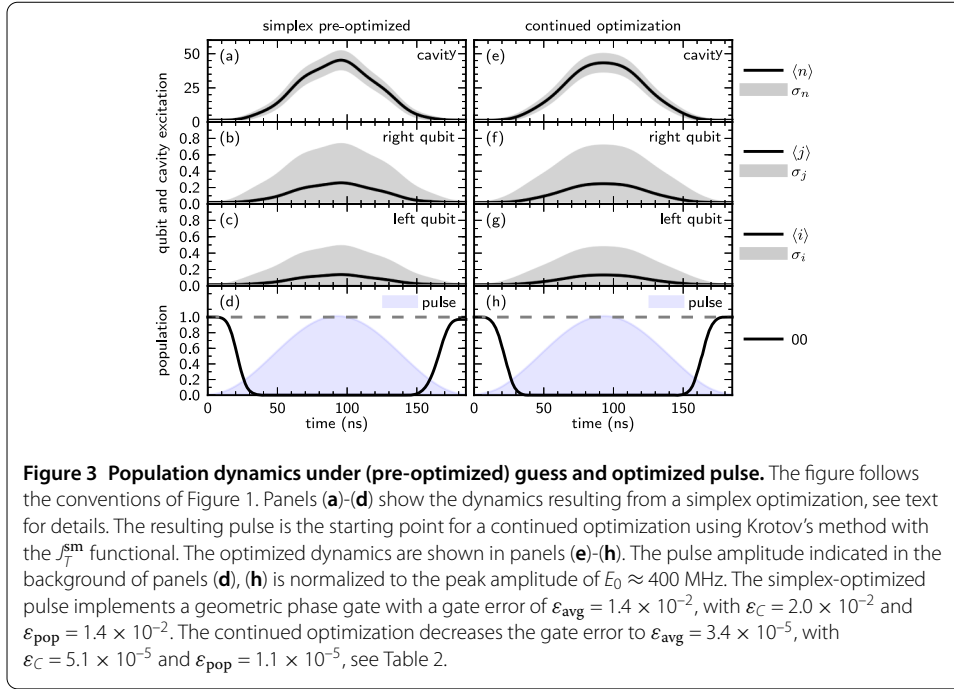 simplex pre-optimized
continued optimization
qubit and cavity excitation
50
25
0
(a)
cavity
(e)
cavity
⟨n⟩
σn
0.8
0.6
0.4
0.2
0.0
(b)
right qubit
(f)
right qubit
⟨j⟩
σj
0.8
0.6
0.4
0.2
0.0
(c)
left qubit
(g)
left qubit
⟨i⟩
σi
population
1.0
0.8
0.6
0.4
0.2
0.0
(d)
pulse
(h)
pulse
00
0 50 100 150
0 50 100 150
time (ns)
time (ns)
Figure 3 Population dynamics under (pre-optimized) guess and optimized pulse. The figure follows
the conventions of Figure 1. Panels (a)-(d) show the dynamics resulting from a simplex optimization, see text
for details. The resulting pulse is the starting point for a continued optimization using Krotov's method with
the J_T^sm functional. The optimized dynamics are shown in panels (e)-(h). The pulse amplitude indicated in the
background of panels (d), (h) is normalized to the peak amplitude of E₀ ≈ 400 MHz. The simplex-optimized
pulse implements a geometric phase gate with a gate error of ε_avg = 1.4 × 10⁻², with ε_C = 2.0 × 10⁻² and
ε_pop = 1.4 × 10⁻². The continued optimization decreases the gate error to ε_avg = 3.4 × 10⁻⁵, with
ε_C = 5.1 × 10⁻⁵ and ε_pop = 1.1 × 10⁻⁵, see Table 2.